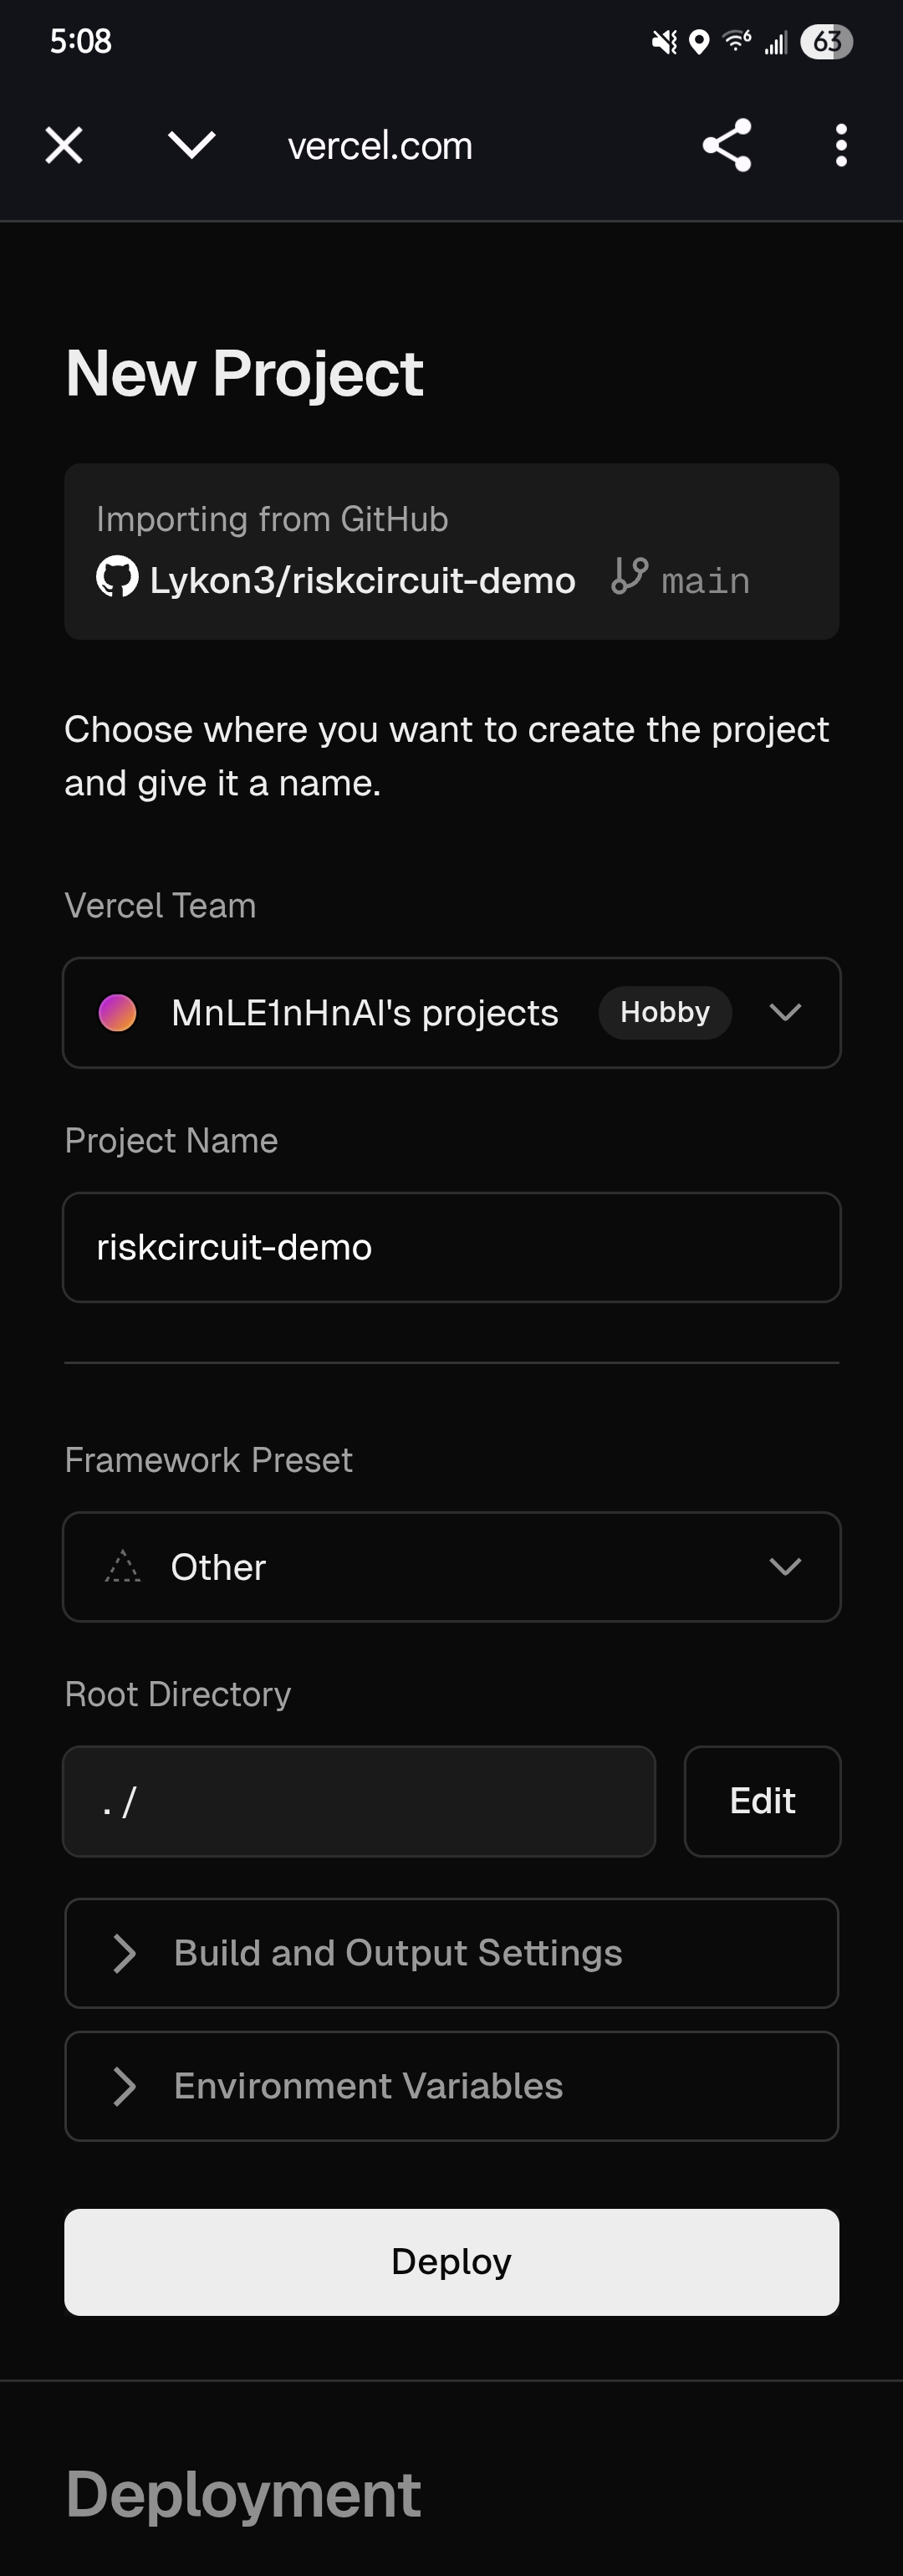 5:08
6
63
vercel.com
New Project
Importing from GitHub
Lykon3/riskcircuit-demo main
Choose where you want to create the project
and give it a name.
Vercel Team
MnLE1nHnAI's projects Hobby
Project Name
riskcircuit-demo
Framework Preset
Other
Root Directory
./
Edit
Build and Output Settings
Environment Variables
Deploy
Deployment